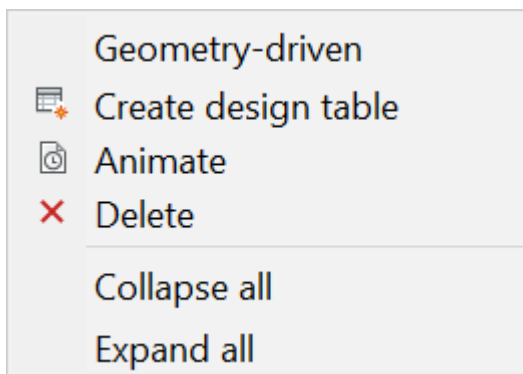 Geometry-driven
Create design table
Animate
Delete
Collapse all
Expand all